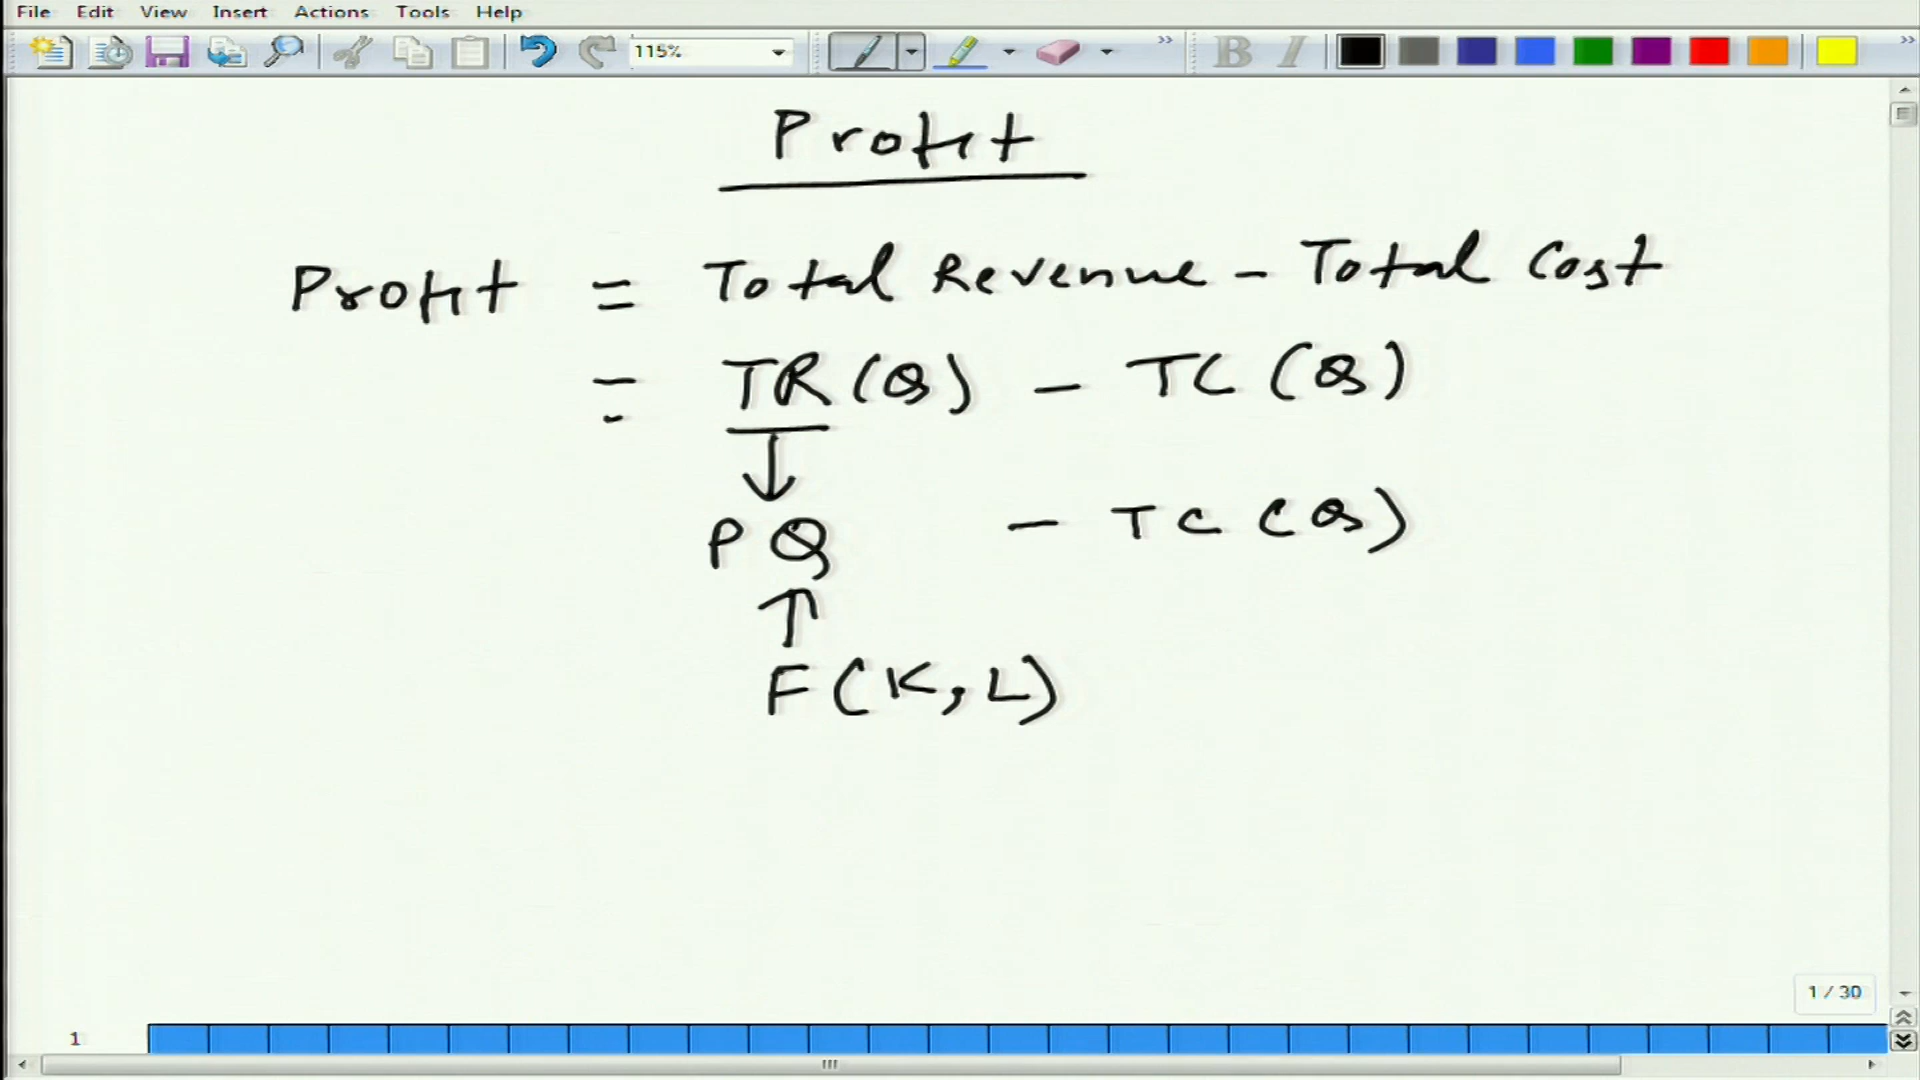 File Edit View Insert Actions Tools Help
115%
Profit
Profit = Total Revenue - Total Cost
= TR(Q) - TC(Q)
↓
PQ - TC(Q)
↑
F(K,L)
1 / 30
1